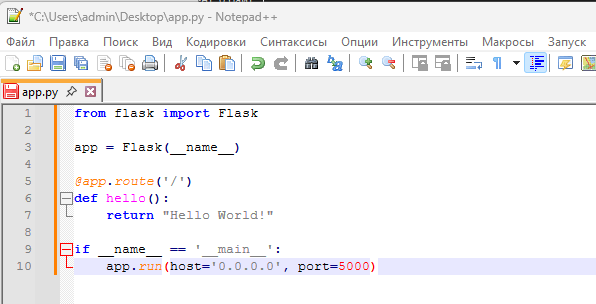 *C:\Users\admin\Desktop\app.py - Notepad++
Файл Правка Поиск Вид Кодировки Синтаксисы Опции Инструменты Макросы Запуск
app.py
1 from flask import Flask
2
3 app = Flask(__name__)
4
5 @app.route('/')
6 def hello():
7 return "Hello World!"
8
9 if __name__ == '__main__':
10 app.run(host='0.0.0.0', port=5000)